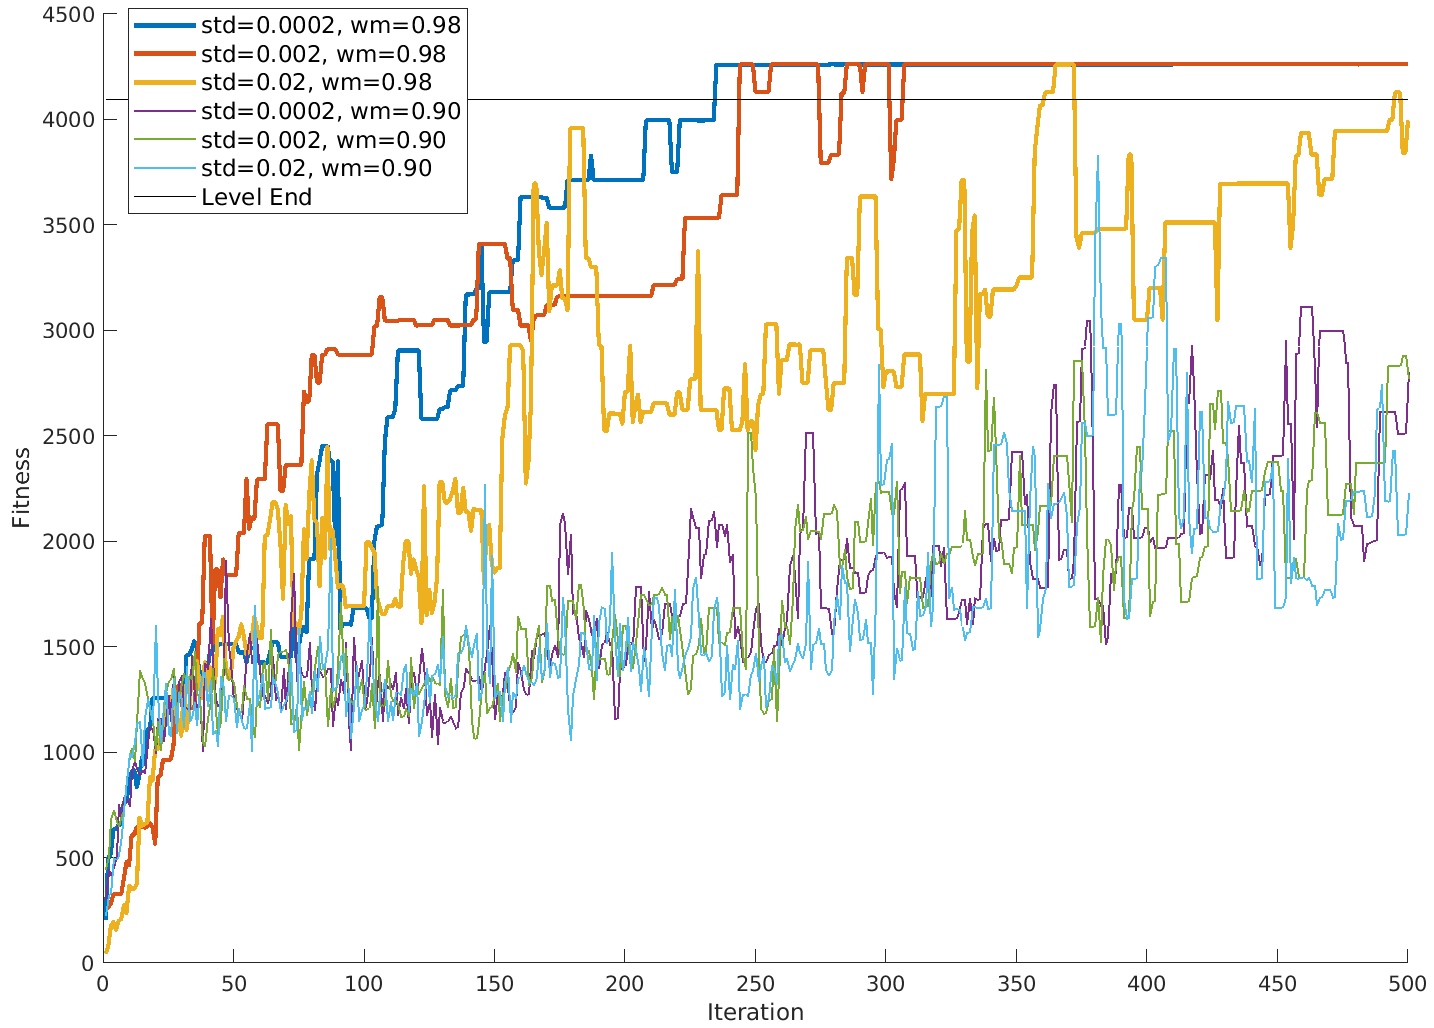 4500
4000
3500
3000
2500
2000
1500
1000
500
0
Fitness
std=0.0002, wm=0.98
std=0.002, wm=0.98
std=0.02, wm=0.98
std=0.0002, wm=0.90
std=0.002, wm=0.90
std=0.02, wm=0.90
Level End
0 50 100 150 200 250 300 350 400 450 500
Iteration